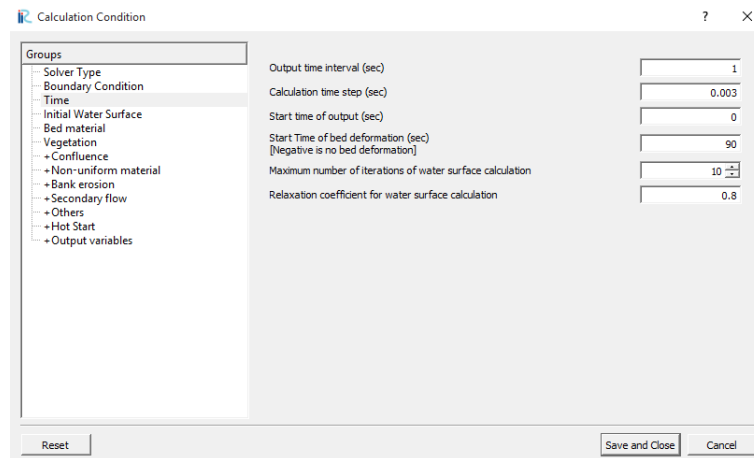 Calculation Condition
?
X
Groups
Solver Type
Boundary Condition
Time
Initial Water Surface
Bed material
Vegetation
+Confluence
+Non-uniform material
+Bank erosion
+Secondary flow
+Others
+Hot Start
+Output variables
Output time interval (sec) 1
Calculation time step (sec) 0.003
Start time of output (sec) 0
Start Time of bed deformation (sec)
[Negative is no bed deformation] 90
Maximum number of iterations of water surface calculation 10
Relaxation coefficient for water surface calculation 0.8
Reset
Save and Close
Cancel